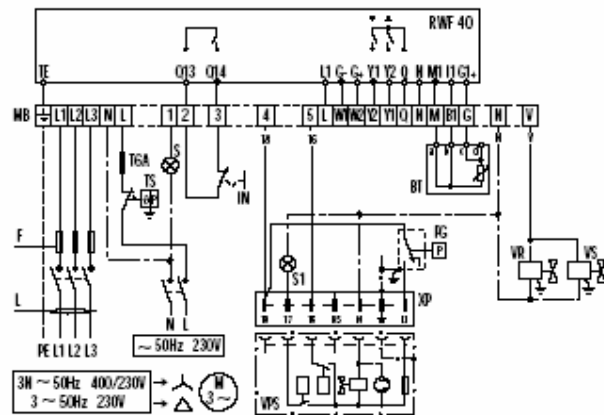 RWF 40
TE Q13 Q14 L1 G- G+ Y1 Y2 Q N M1 I1 G1+
MB L1 L2 L3 N L 1 2 3 4 5 L W1 W2 Y2 Y1 Q N M B1 G N V
T6A
S
18 16
N V
TS
IN
BT
F
PG
P
S1
VR VS
XP
L
N L
PE L1 L2 L3
~ 50Hz 230V
3N ~ 50Hz 400/230V
3 ~ 50Hz 230V
M
3 ~
VPS